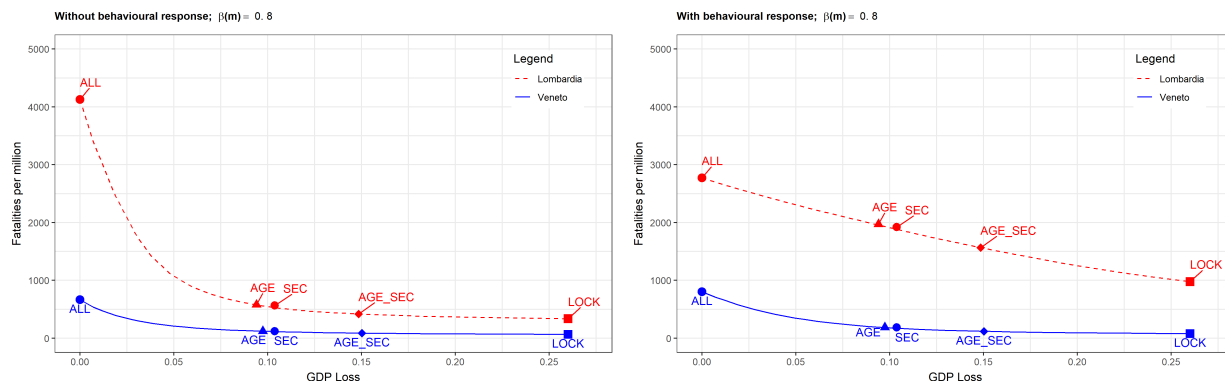 Without behavioural response; β(m) = 0. 8
Fatalities per million
5000
4000
3000
2000
1000
0
ALL
AGE
SEC
AGE_SEC
LOCK
ALL
AGE
SEC
AGE_SEC
LOCK
Legend
Lombardia
Veneto
0.00
0.05
0.10
0.15
0.20
0.25
GDP Loss
With behavioural response; β(m) = 0. 8
Fatalities per million
5000
4000
3000
2000
1000
0
ALL
AGE
SEC
AGE_SEC
LOCK
ALL
AGE
SEC
AGE_SEC
LOCK
Legend
Lombardia
Veneto
0.00
0.05
0.10
0.15
0.20
0.25
GDP Loss